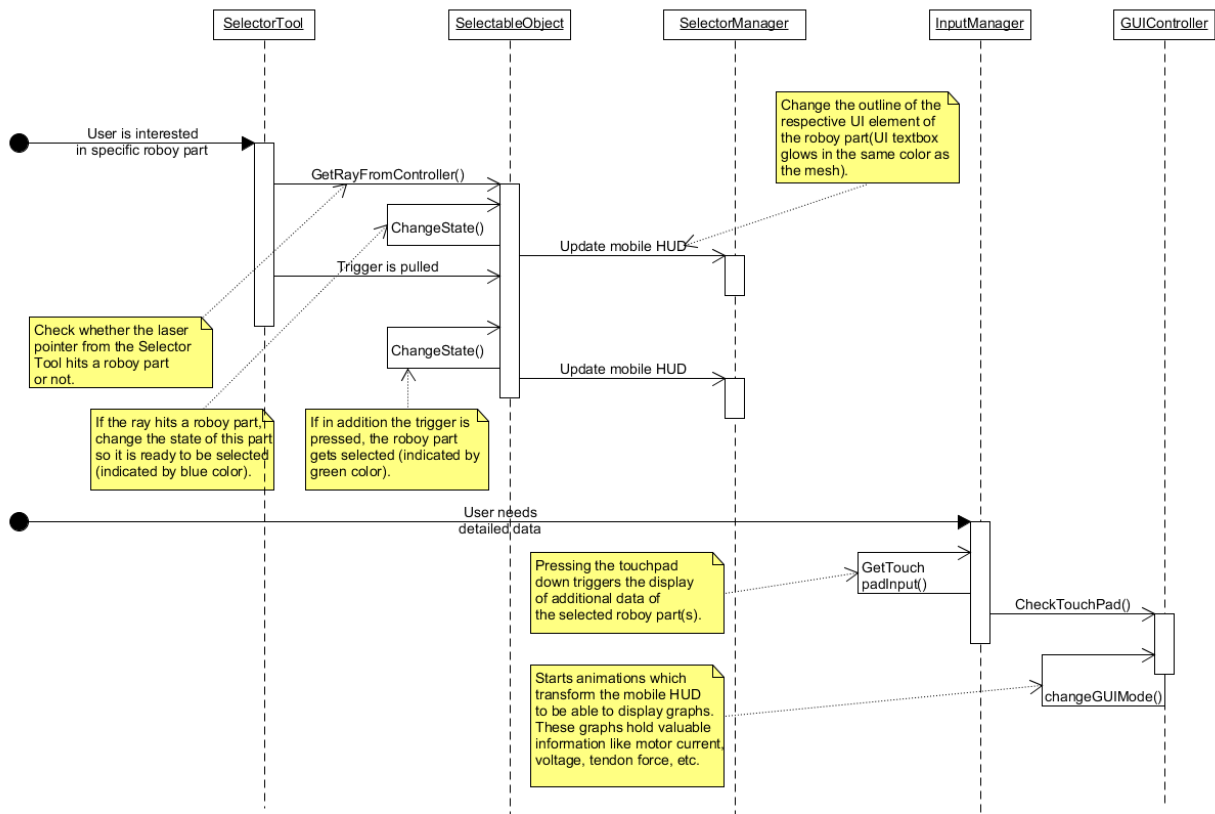 SelectorTool
SelectableObject
SelectorManager
InputManager
GUIController
Change the outline of the
respective UI element of
the roboy part(UI textbox
glows in the same color as
the mesh).
User is interested
in specific roboy part
GetRayFromController()
ChangeState()
Update mobile HUD
Trigger is pulled
Check whether the laser
pointer from the Selector
Tool hits a roboy part
or not.
ChangeState()
Update mobile HUD
If the ray hits a roboy part,
change the state of this part
so it is ready to be selected
(indicated by blue color).
If in addition the trigger is
pressed, the roboy part
gets selected (indicated by
green color).
User needs
detailed data
Pressing the touchpad
down triggers the display
of additional data of
the selected roboy part(s).
GetTouch
padInput()
CheckTouchPad()
Starts animations which
transform the mobile HUD
to be able to display graphs.
These graphs hold valuable
information like motor current,
voltage, tendon force, etc.
changeGUIMode()